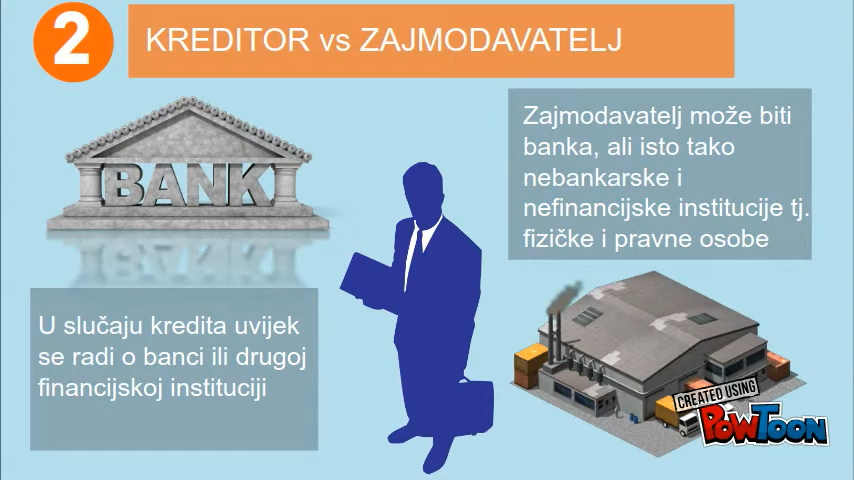 2
KREDITOR vs ZAJMODAVATELJ
BANK
Zajmodavatelj može biti
banka, ali isto tako
nebankarske i
nefinancijske institucije tj.
fizičke i pravne osobe
U slučaju kredita uvijek
se radi o banci ili drugoj
financijskoj instituciji
CREATED USING
POWTOON